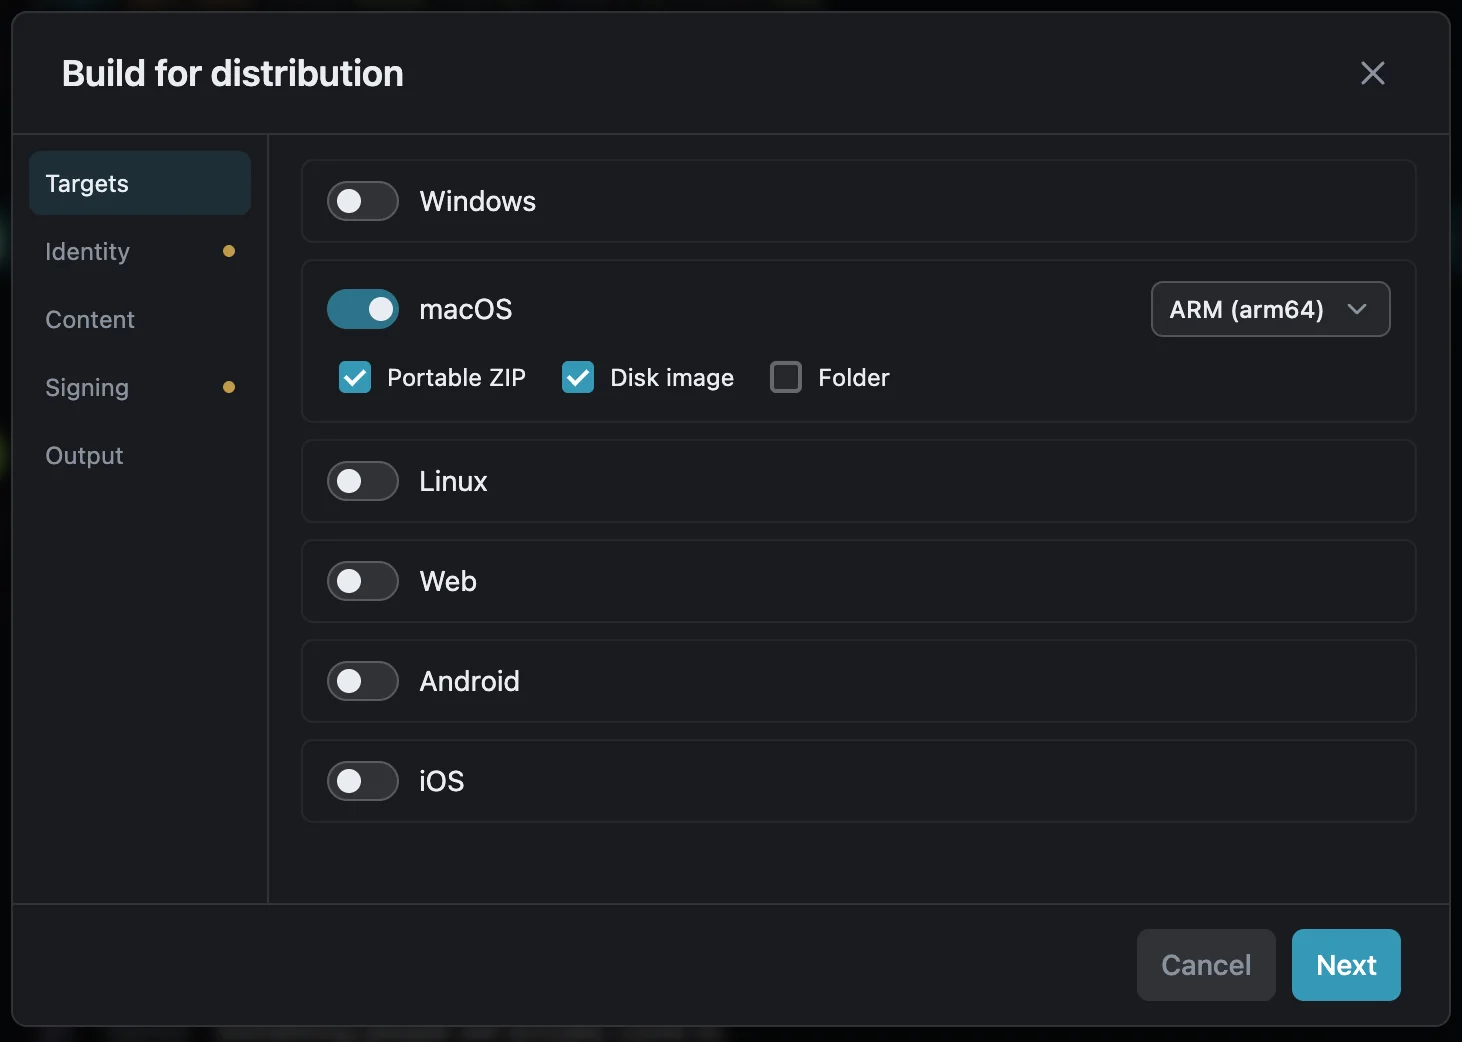 Build for distribution
Targets
Identity
Content
Signing
Output
Windows
macOS
ARM (arm64)
Portable ZIP
Disk image
Folder
Linux
Web
Android
iOS
Cancel
Next